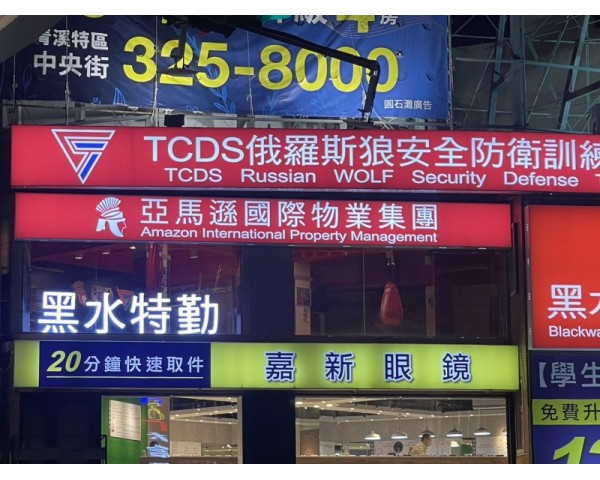 青溪特區
中央街
325-8000
房
圓石灘廣告
TCDS俄羅斯狼安全防衛訓練
TCDS Russian WOLF Security Defense T
亞馬遜國際物業集團
Amazon International Property Management
黑水特勤
黑水
Blackwa
20分鐘快速取件
嘉新眼鏡
【學生
免費升